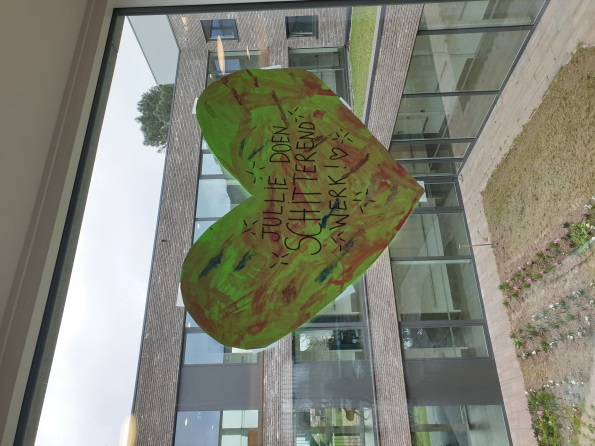 JULLIE DOEN
SCHITTEREND
WERK! ♡